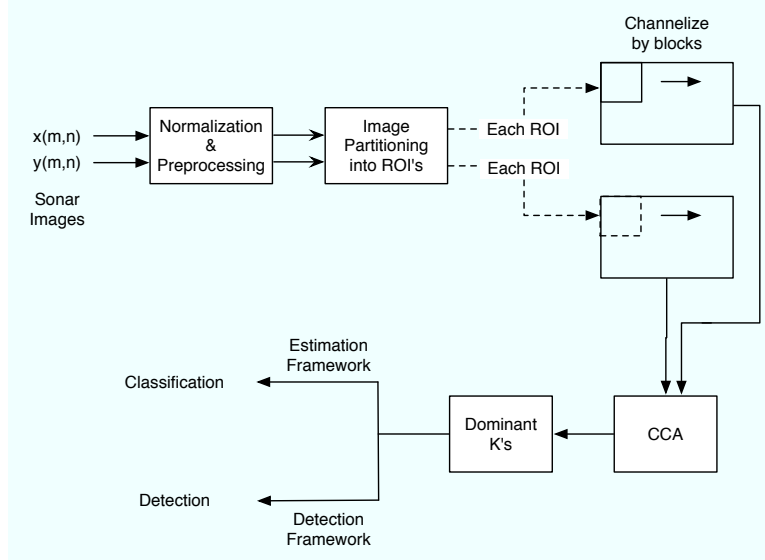 Channelize
by blocks
x(m,n)
y(m,n)
Sonar
Images
Normalization
&
Preprocessing
Image
Partitioning
into ROI's
Each ROI
Each ROI
Estimation
Framework
Classification
Dominant
K's
CCA
Detection
Detection
Framework